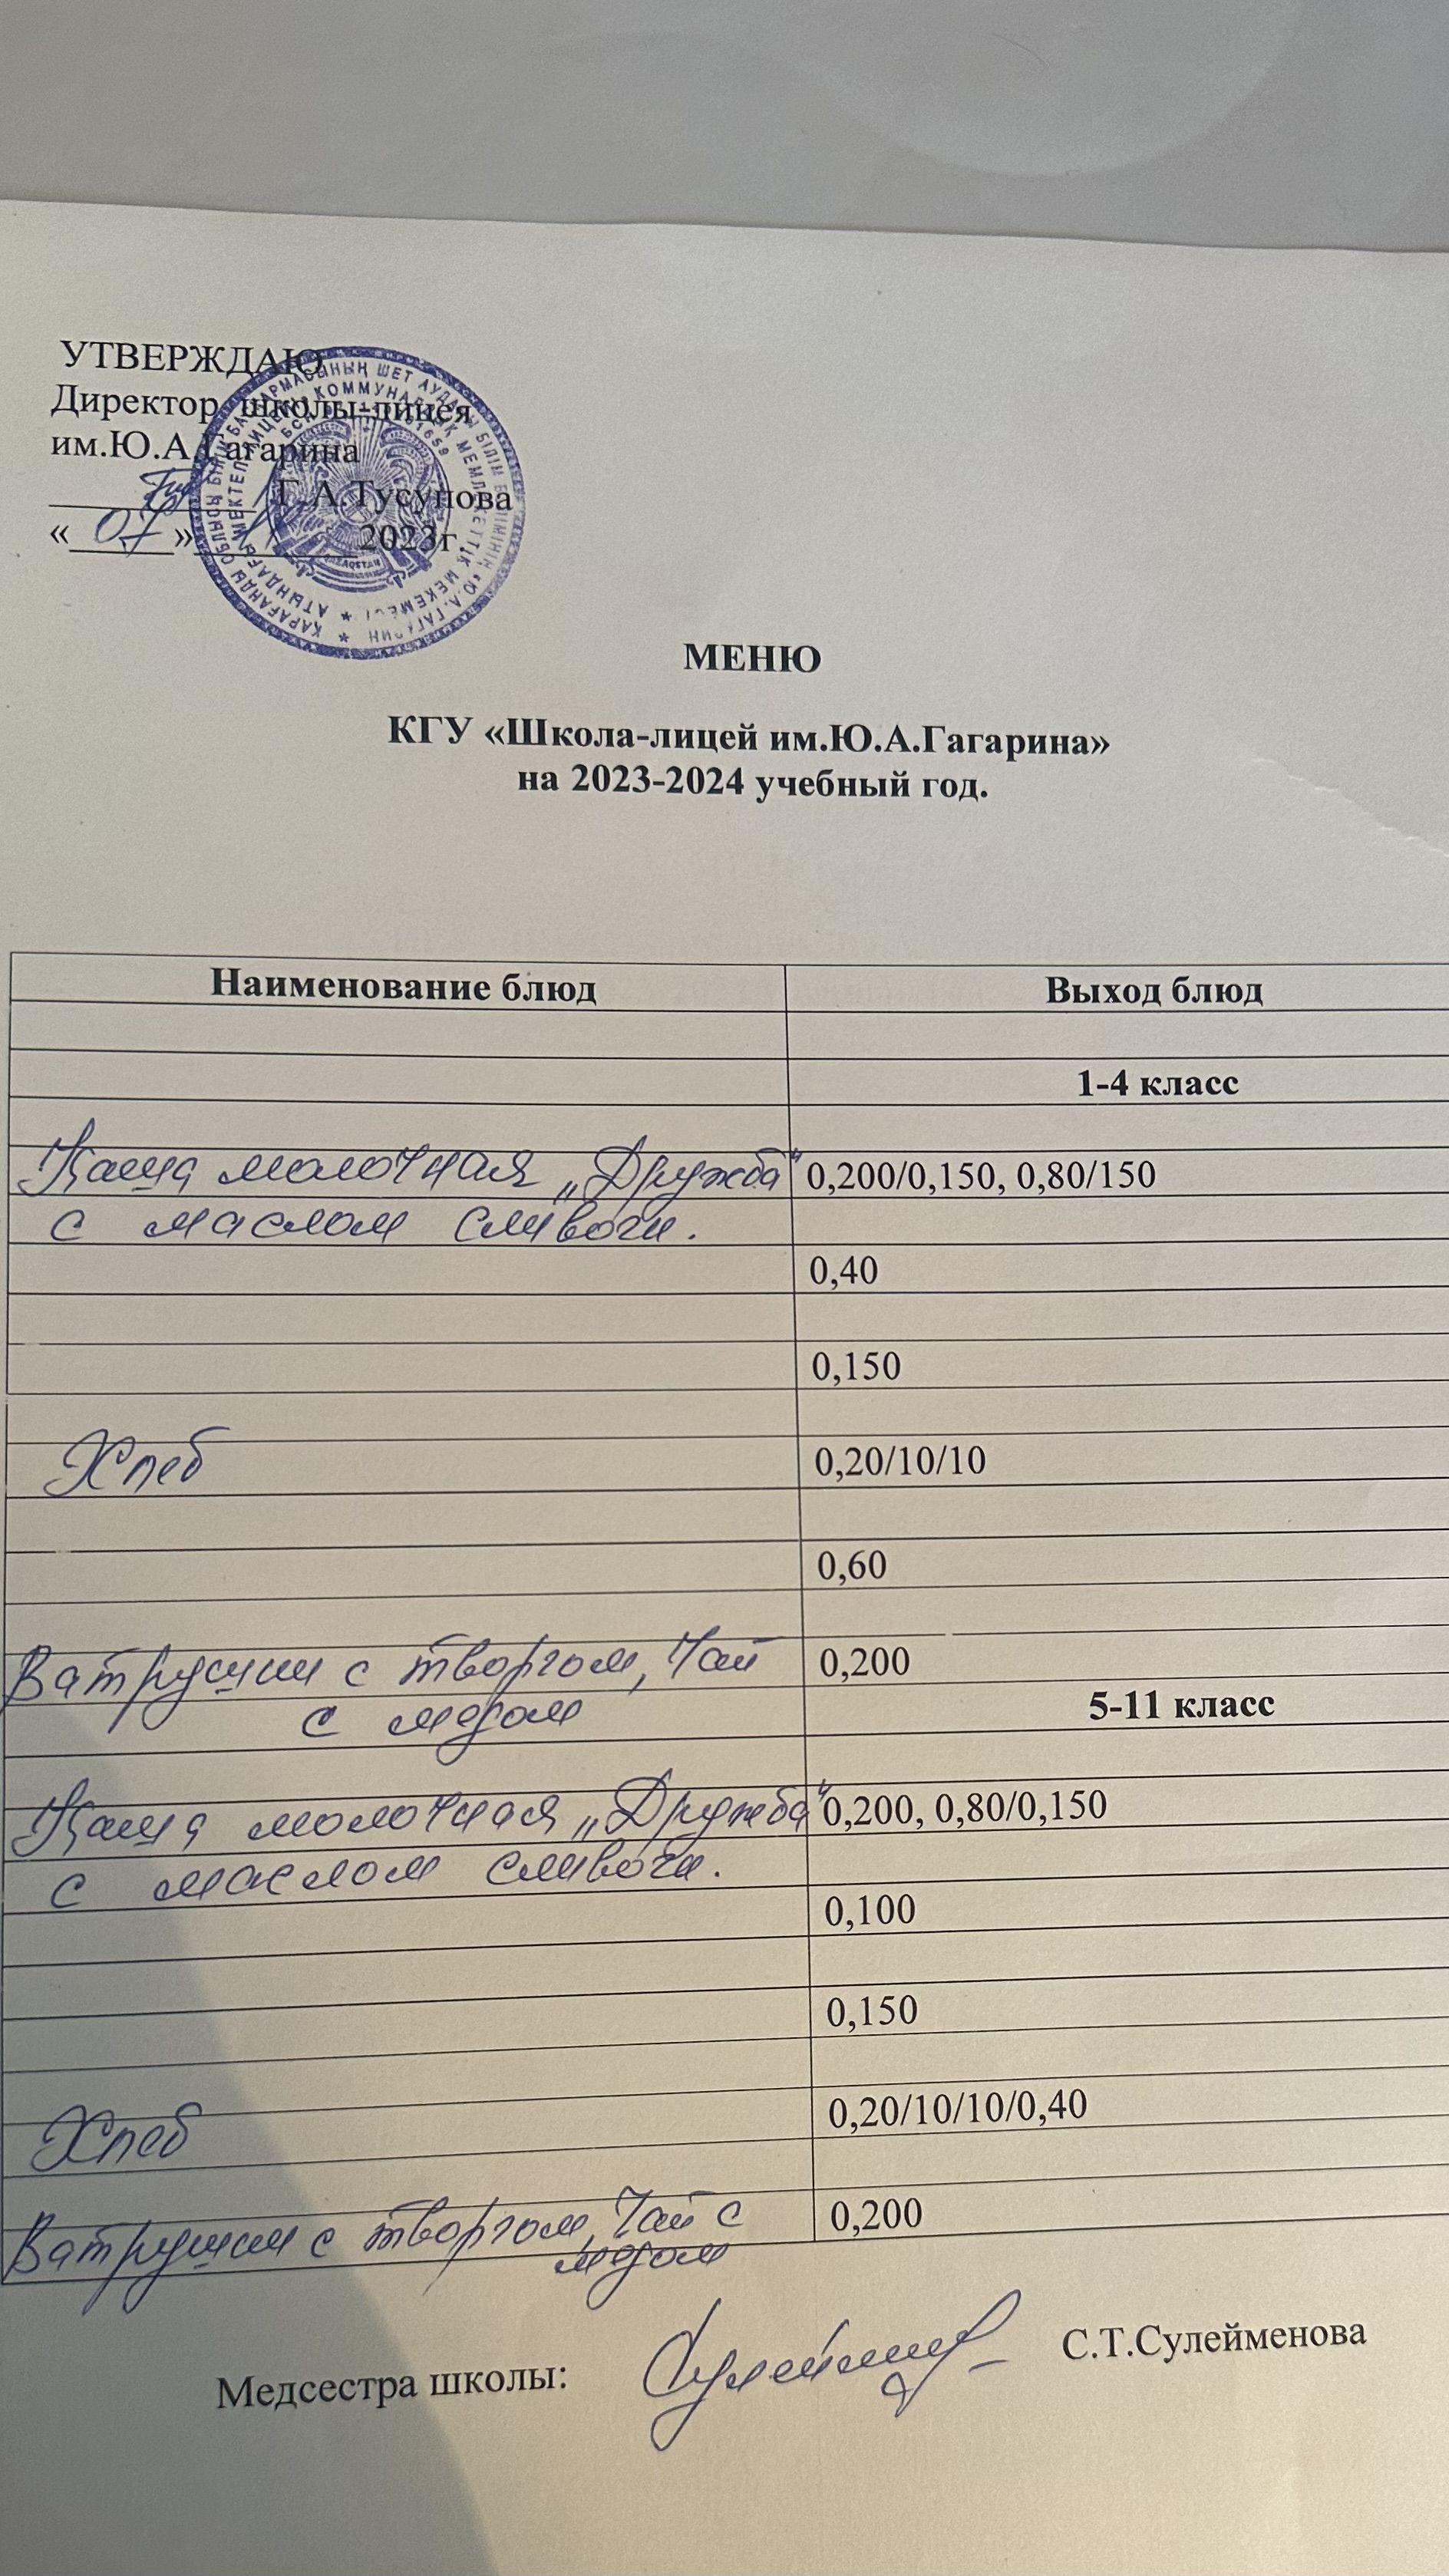 УТВЕРЖДАЮ
Директор школы-лицея
им.Ю.А.Гагарина
Г.А.Тусупова
«07» 2023г.
МЕНЮ
КГУ «Школа-лицей им.Ю.А.Гагарина»
на 2023-2024 учебный год.
Наименование блюд Выход блюд
1-4 класс
Каша молочная „Дружба“ 0,200/0,150, 0,80/150
с маслом сливочн.
0,40
0,150
Хлеб 0,20/10/10
0,60
Ватрушки с творгом, Чай 0,200
с медом
5-11 класс
Каша молочная „Дружба“ 0,200, 0,80/0,150
с маслом сливочн.
0,100
0,150
Хлеб 0,20/10/10/0,40
Ватрушки с творгом, Чай с 0,200
медом
Медсестра школы: С.Т.Сулейменова